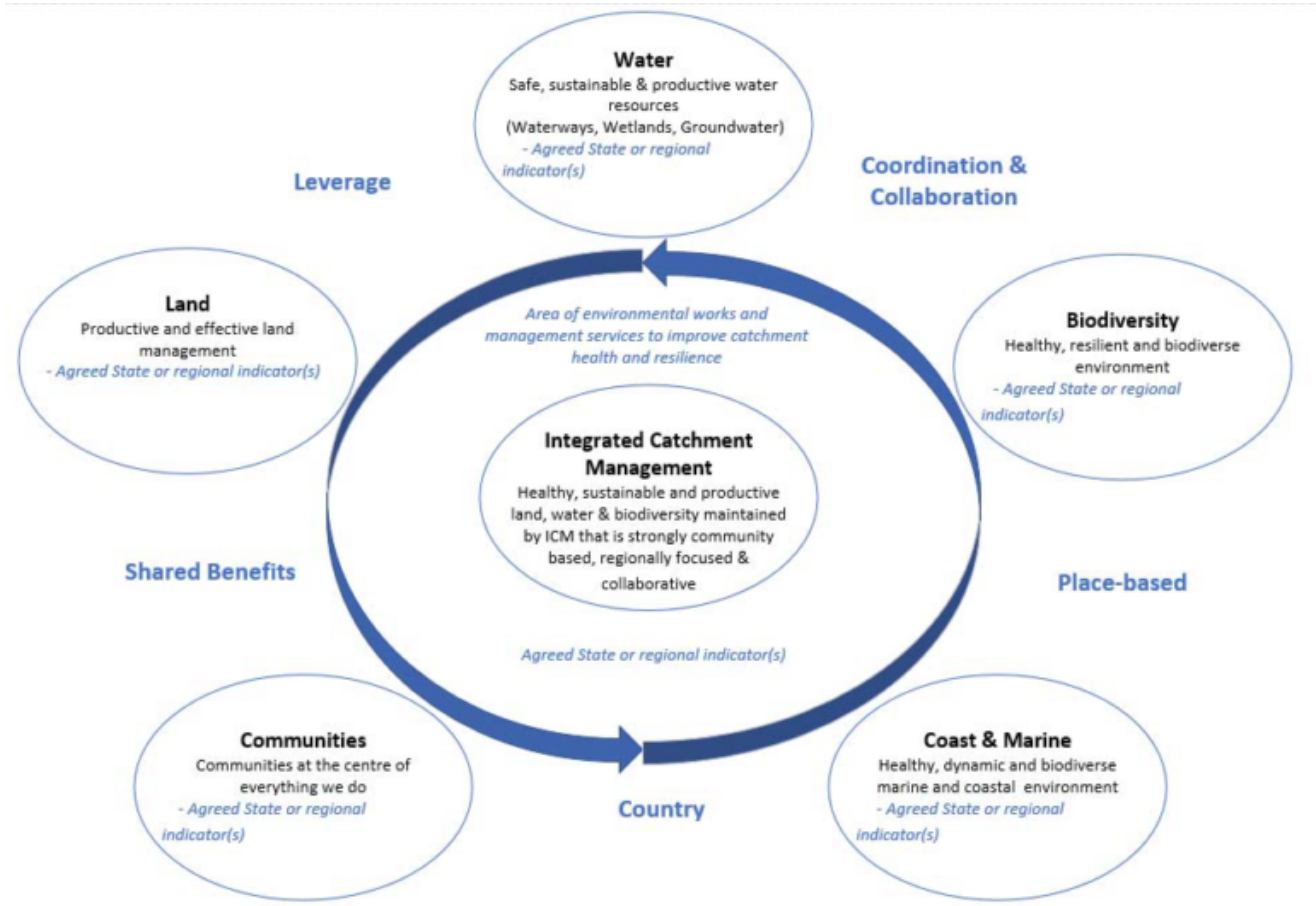 Water
Safe, sustainable & productive water
resources
(Waterways, Wetlands, Groundwater)
- Agreed State or regional
indicator(s)
Leverage
Coordination &
Collaboration
Land
Productive and effective land
management
- Agreed State or regional indicator(s)
Area of environmental works and
management services to improve catchment
health and resilience
Biodiversity
Healthy, resilient and biodiverse
environment
- Agreed State or regional
indicator(s)
Integrated Catchment
Management
Healthy, sustainable and productive
land, water & biodiversity maintained
by ICM that is strongly community
based, regionally focused &
collaborative
Shared Benefits
Place-based
Agreed State or regional indicator(s)
Communities
Communities at the centre of
everything we do
- Agreed State or regional
indicator(s)
Country
Coast & Marine
Healthy, dynamic and biodiverse
marine and coastal environment
- Agreed State or regional
indicator(s)